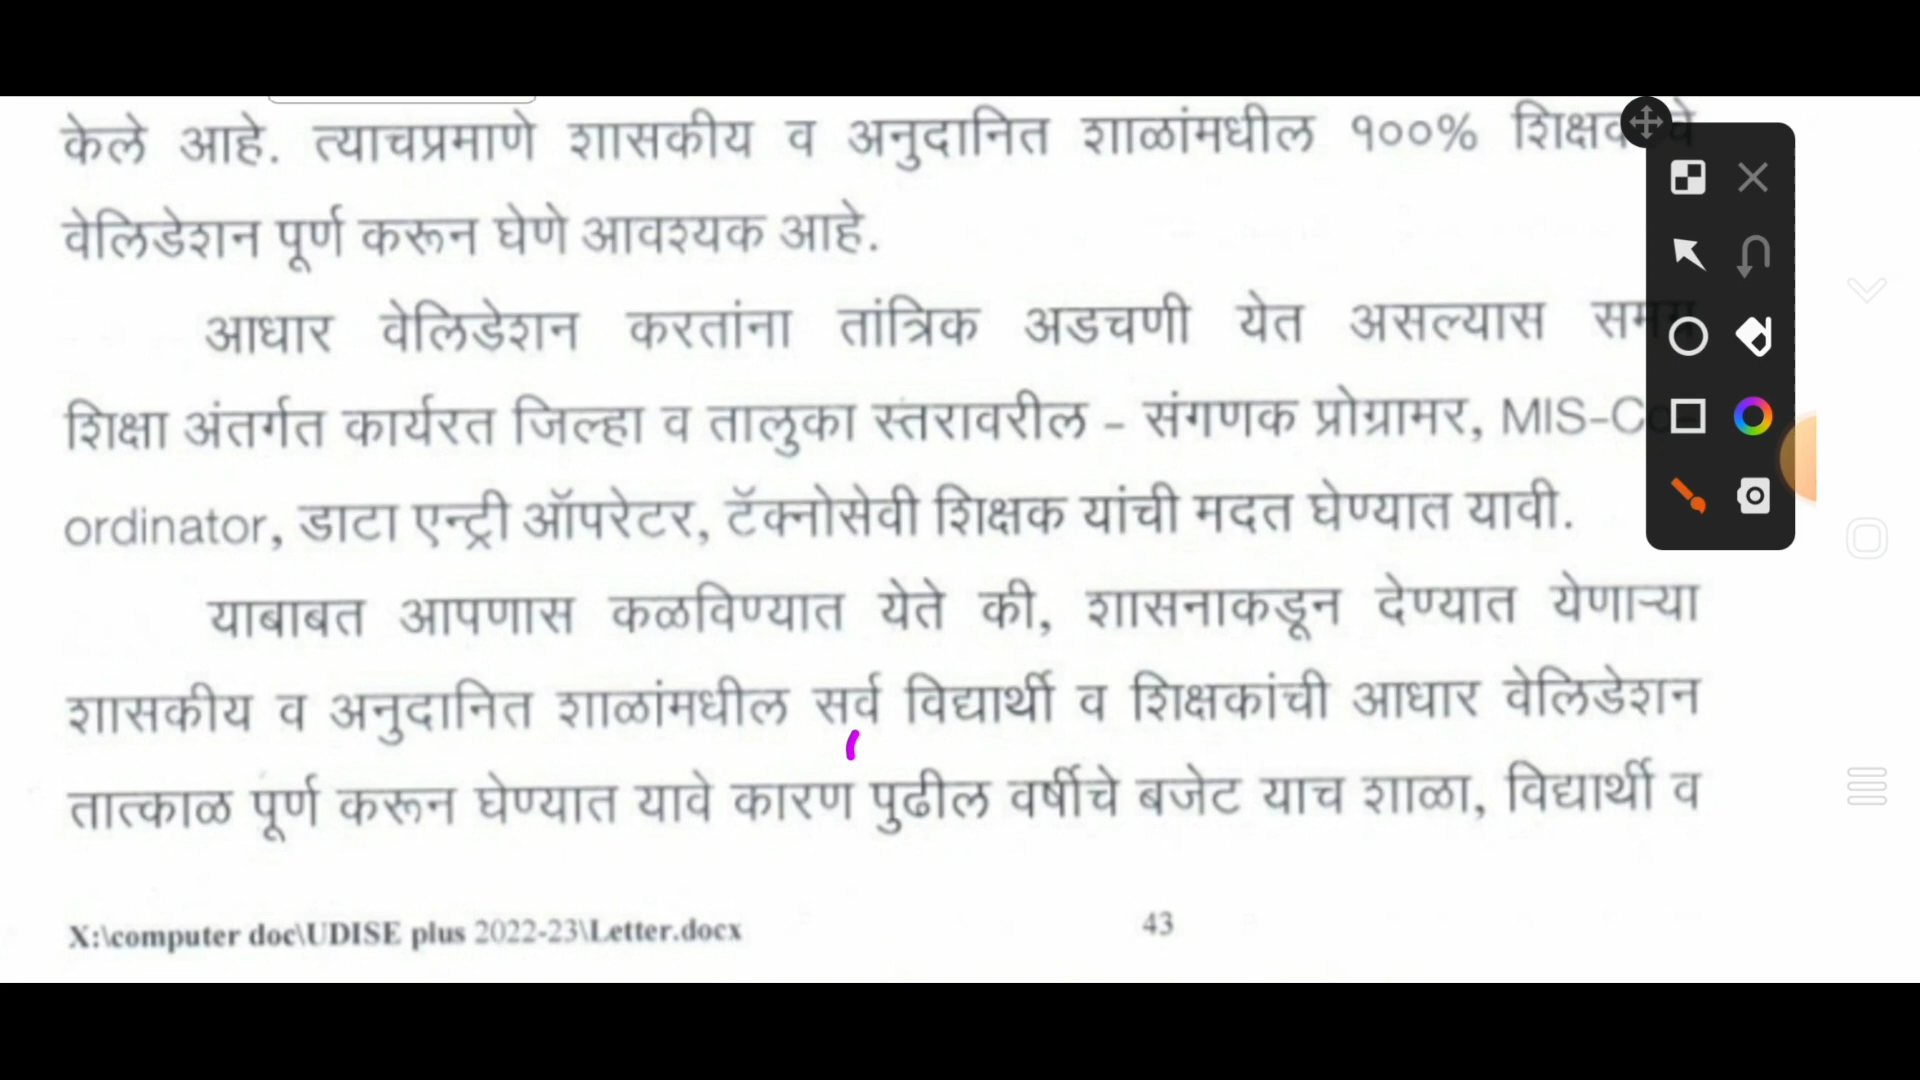 केले आहे. त्याचप्रमाणे शासकीय व अनुदानित शाळांमधील १००%
वेलिडेशन पूर्ण करून घेणे आवश्यक आहे.
आधार वेलिडेशन करतांना तांत्रिक अडचणी येत असल्यास समग्र
शिक्षा अंतर्गत कार्यरत जिल्हा व तालुका स्तरावरील – संगणक प्रोग्रामर, MIS-Co-
ordinator, डाटा एन्ट्री ऑपरेटर, टॅक्नोसेवी शिक्षक यांची मदत घेण्यात यावी.
याबाबत आपणास कळविण्यात येते की, शासनाकडून देण्यात येणाऱ्या
शासकीय व अनुदानित शाळांमधील सर्व विद्यार्थी व शिक्षकांची आधार वेलिडेशन
तात्काळ पूर्ण करून घेण्यात यावे कारण पुढील वर्षीचे बजेट याच शाळा, विद्यार्थी व
X:\computer doc\UDISE plus 2022-23\Letter.docx 43